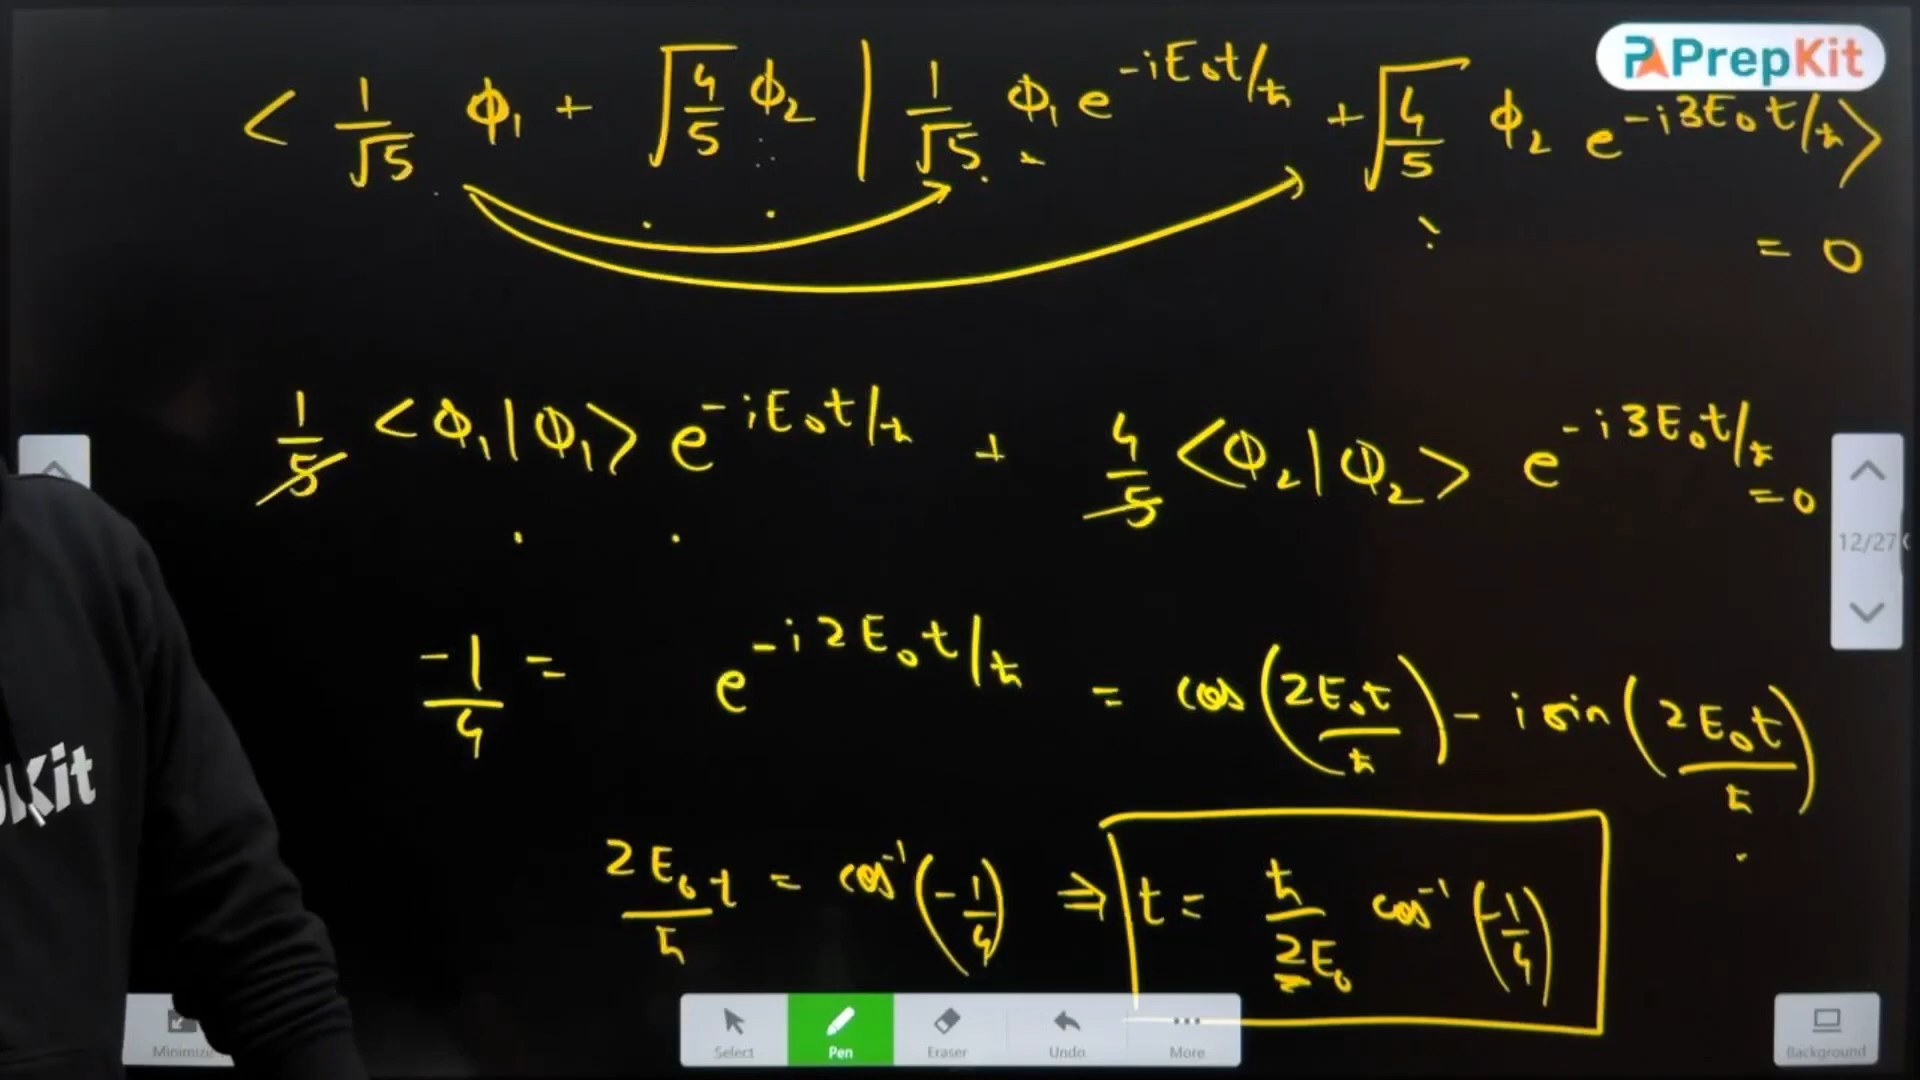 PrepKit
< 1/√5 ϕ₁ + √4/5 ϕ₂ | 1/√5 ϕ₁ e^-iE₀t/ħ + √4/5 ϕ₂ e^-i3E₀t/ħ >
= 0
1/5 <ϕ₁|ϕ₁> e^-iE₀t/ħ + 4/5 <ϕ₂|ϕ₂> e^-i3E₀t/ħ = 0
12/27
-1/4 = e^-i2E₀t/ħ = cos(2E₀t/ħ) - i sin(2E₀t/ħ)
Kit
2E₀t/ħ = cos⁻¹(-1/4) ⇒ t = ħ/2E₀ cos⁻¹(-1/4)
Select Pen Eraser Undo More Background